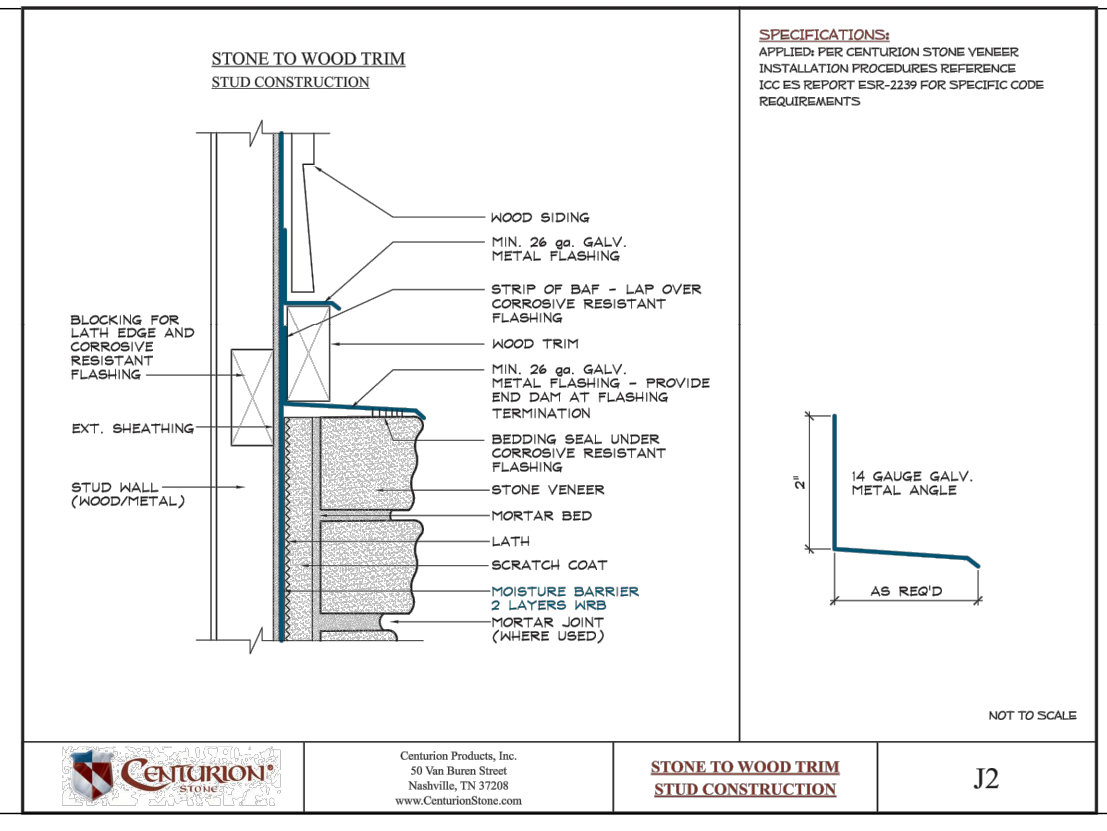 STONE TO WOOD TRIM
STUD CONSTRUCTION
WOOD SIDING
MIN. 26 ga. GALV.
METAL FLASHING
STRIP OF BAF - LAP OVER
CORROSIVE RESISTANT
FLASHING
WOOD TRIM
MIN. 26 ga. GALV.
METAL FLASHING - PROVIDE
END DAM AT FLASHING
TERMINATION
BEDDING SEAL UNDER
CORROSIVE RESISTANT
FLASHING
STONE VENEER
MORTAR BED
LATH
SCRATCH COAT
MOISTURE BARRIER
2 LAYERS WRB
MORTAR JOINT
(WHERE USED)
BLOCKING FOR
LATH EDGE AND
CORROSIVE
RESISTANT
FLASHING
EXT. SHEATHING
STUD WALL
(WOOD/METAL)
SPECIFICATIONS:
APPLIED: PER CENTURION STONE VENEER
INSTALLATION PROCEDURES REFERENCE
ICC ES REPORT ESR-2239 FOR SPECIFIC CODE
REQUIREMENTS
2"
14 GAUGE GALV.
METAL ANGLE
AS REQ'D
NOT TO SCALE
CENTURION®
STONE
Centurion Products, Inc.
50 Van Buren Street
Nashville, TN 37208
www.CenturionStone.com
STONE TO WOOD TRIM
STUD CONSTRUCTION
J2